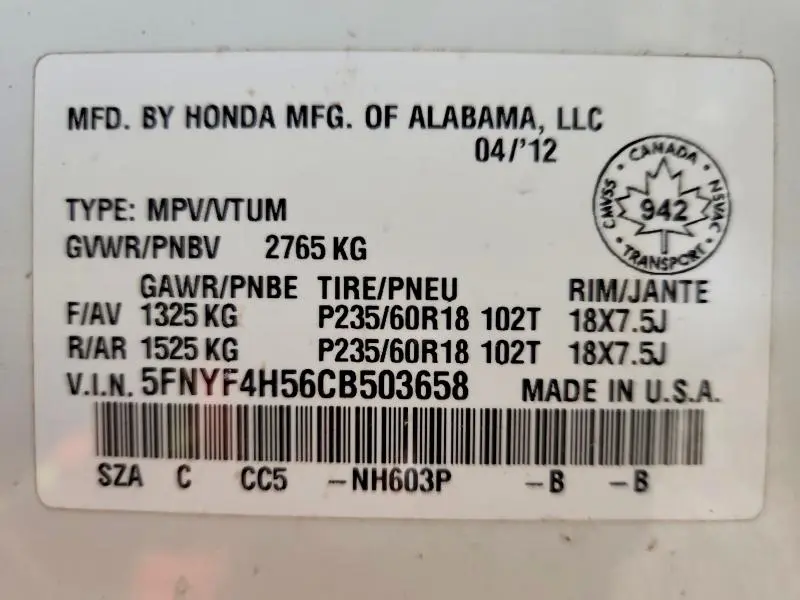 MFD. BY HONDA MFG. OF ALABAMA, LLC
04/'12
CANADA
CMVSS 942 NSVAC
TRANSPORT
TYPE: MPV/VTUM
GVWR/PNBV 2765 KG
GAWR/PNBE TIRE/PNEU RIM/JANTE
F/AV 1325 KG P235/60R18 102T 18X7.5J
R/AR 1525 KG P235/60R18 102T 18X7.5J
V.I.N. 5FNYF4H56CB503658 MADE IN U.S.A.
SZA C CC5 -NH603P -B -B